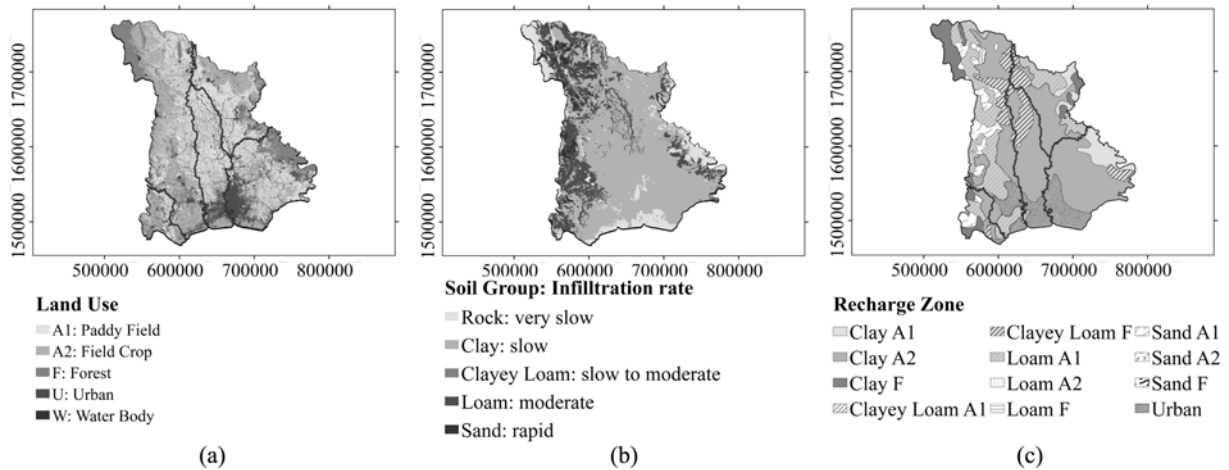 1700000
1600000
1500000
500000 600000 700000 800000
Land Use
A1: Paddy Field
A2: Field Crop
F: Forest
U: Urban
W: Water Body
(a)
1700000
1600000
1500000
500000 600000 700000 800000
Soil Group: Infilltration rate
Rock: very slow
Clay: slow
Clayey Loam: slow to moderate
Loam: moderate
Sand: rapid
(b)
1700000
1600000
1500000
500000 600000 700000 800000
Recharge Zone
Clay A1
Clay A2
Clay F
Clayey Loam A1
Clayey Loam F
Loam A1
Loam A2
Loam F
Sand A1
Sand A2
Sand F
Urban
(c)